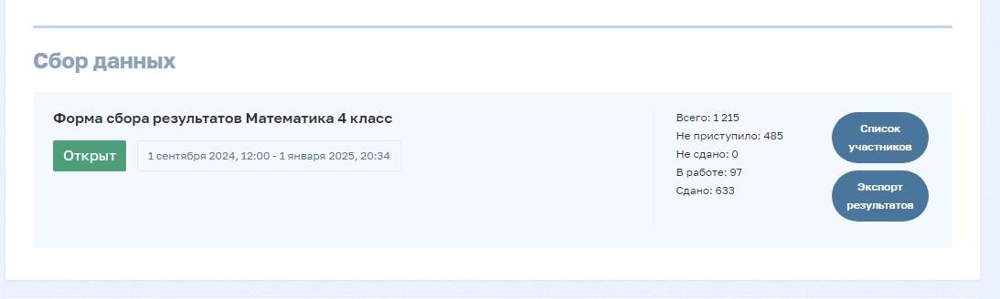 Сбор данных
Форма сбора результатов Математика 4 класс
Открыт
1 сентября 2024, 12:00 - 1 января 2025, 20:34
Всего: 1 215
Не приступило: 485
Не сдано: 0
В работе: 97
Сдано: 633
Список
участников
Экспорт
результатов